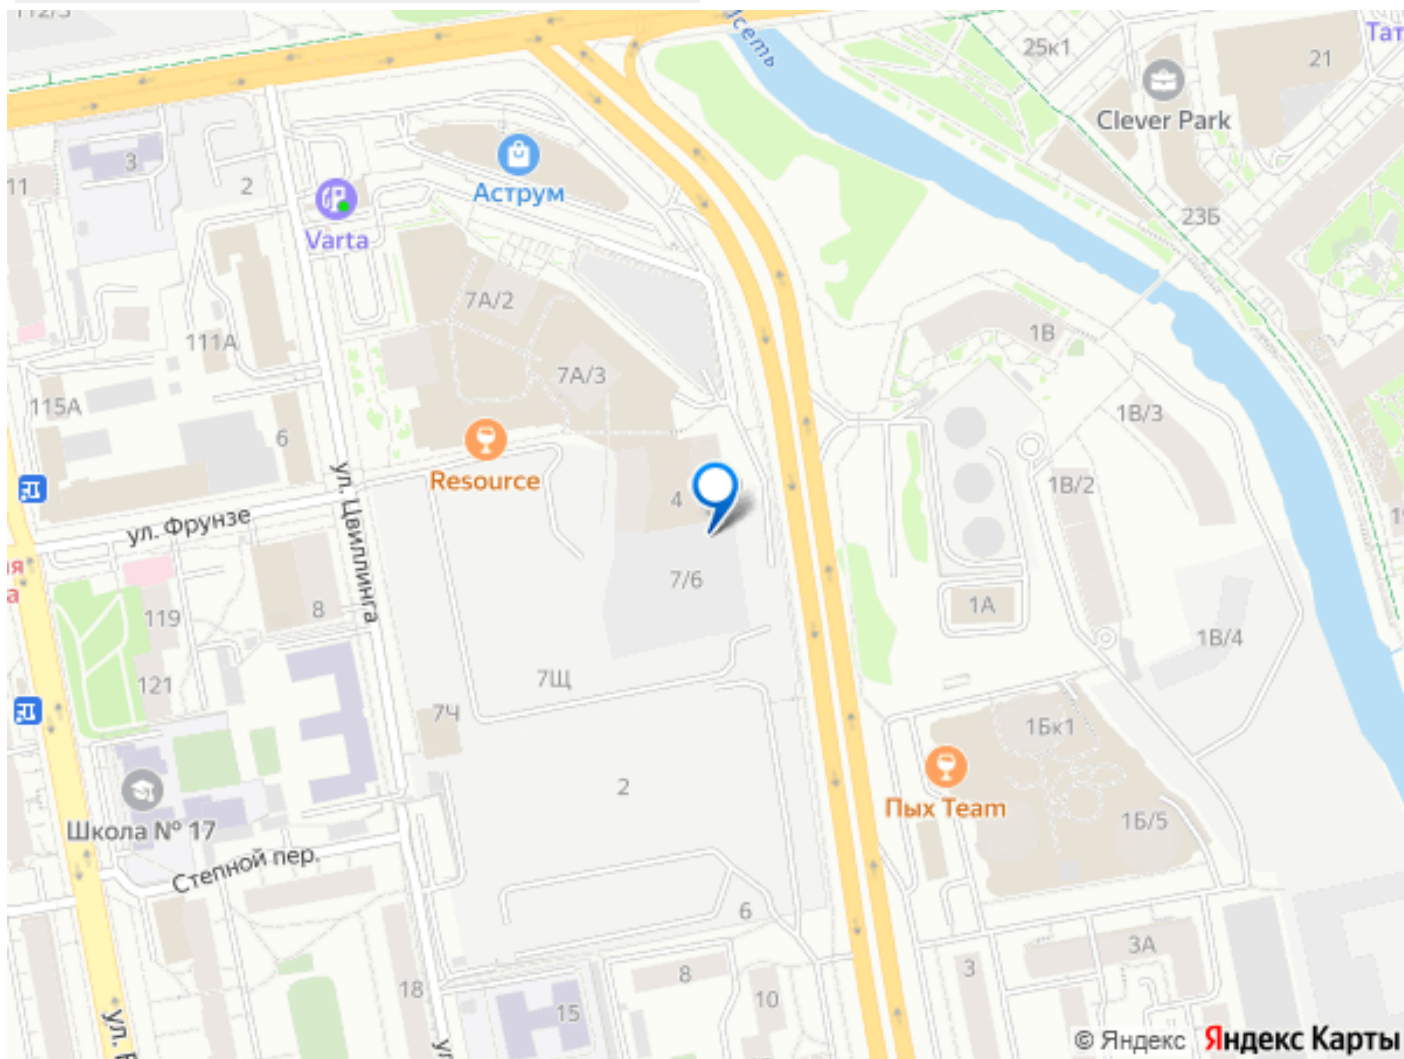 112/3
Исеть
25к1
21
Тат
Clever Park
3
11
2
Аструм
Varta
23Б
7А/2
111А
1В
7А/3
115А
6
1В/3
Resource
4
1В/2
ул. Фрунзе
ул. Цвиллинга
7/6
119
8
1А
1В/4
121
7Щ
7Ч
1Бк1
2
Пых Team
1Б/5
Школа № 17
Степной пер.
6
8
3А
3
18
10
15
ул.
© Яндекс Яндекс Карты